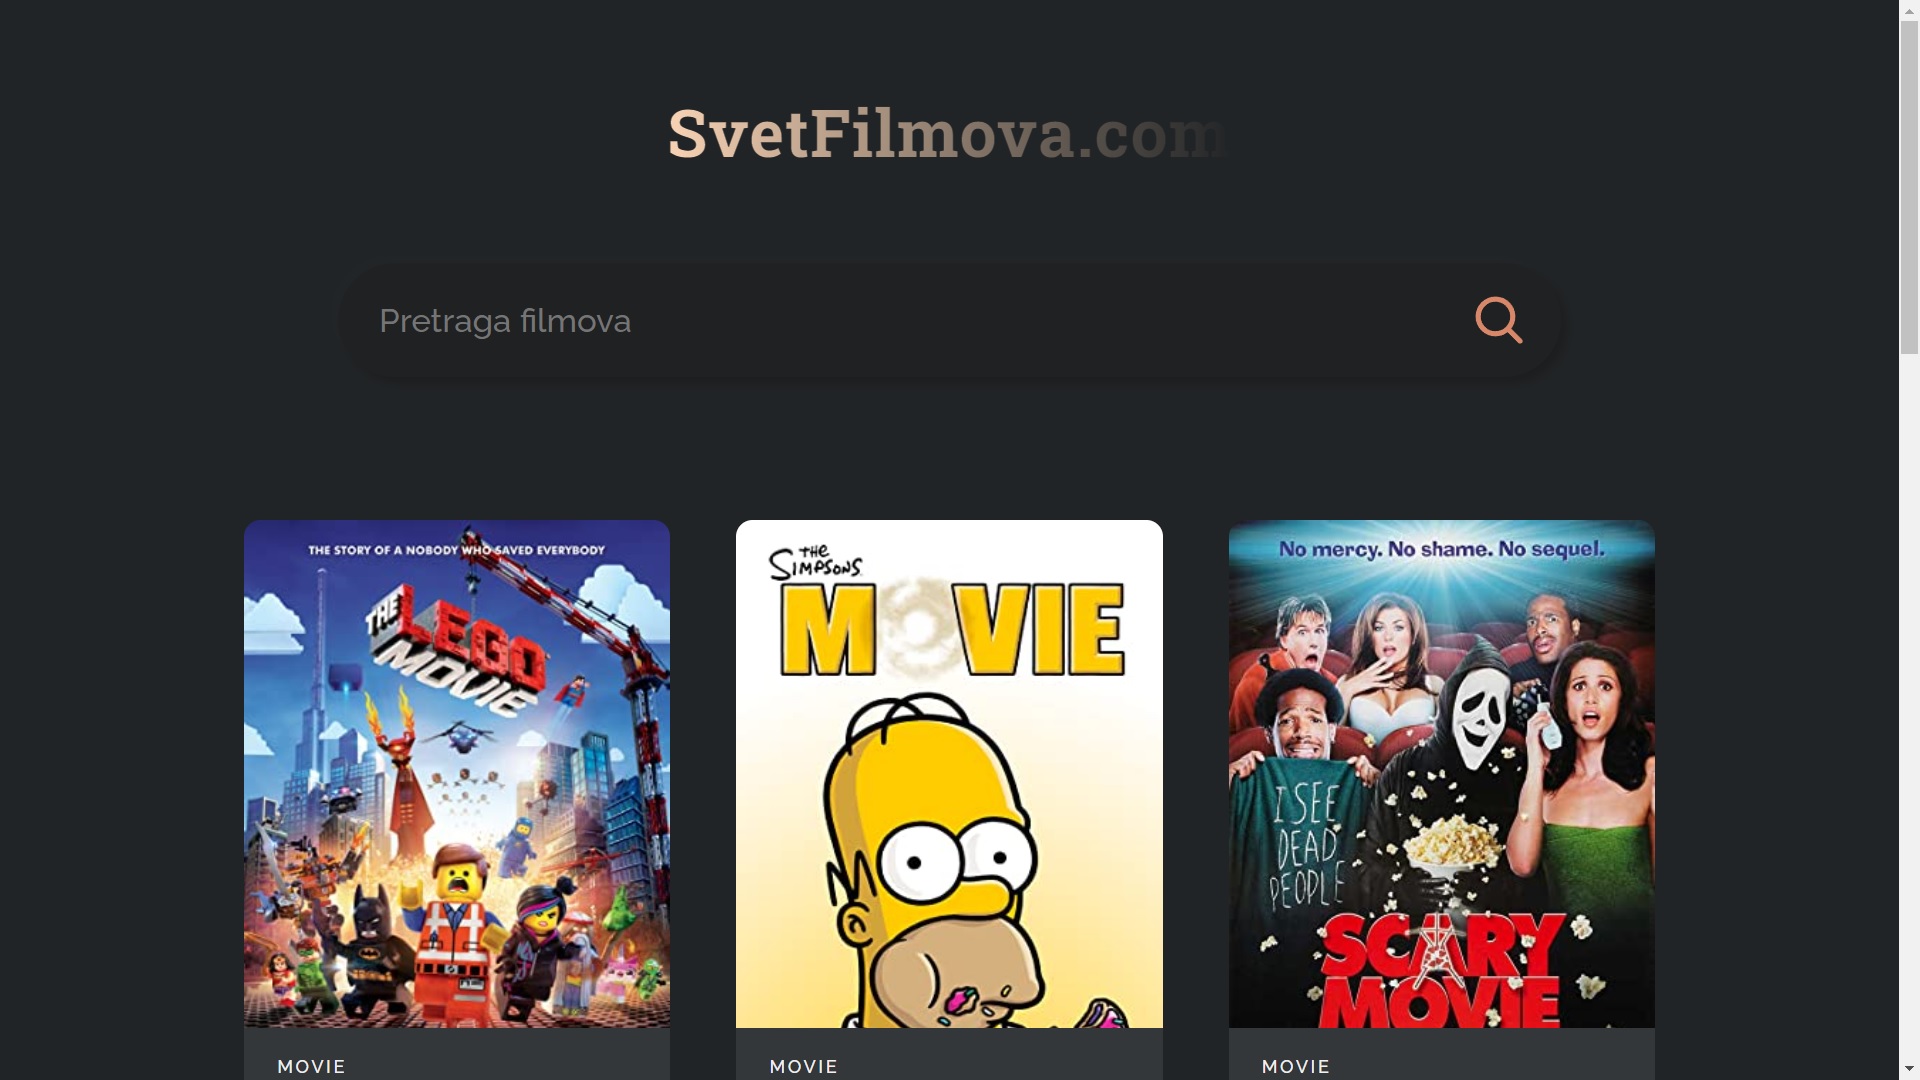 SvetFilmova.com
Pretraga filmova
THE STORY OF A NOBODY WHO SAVED EVERYBODY
THE LEGO MOVIE
THE SIMPSONS
MOVIE
No mercy. No shame. No sequel.
I SEE
DEAD
PEOPLE
SCARY
MOVIE
MOVIE
MOVIE
MOVIE